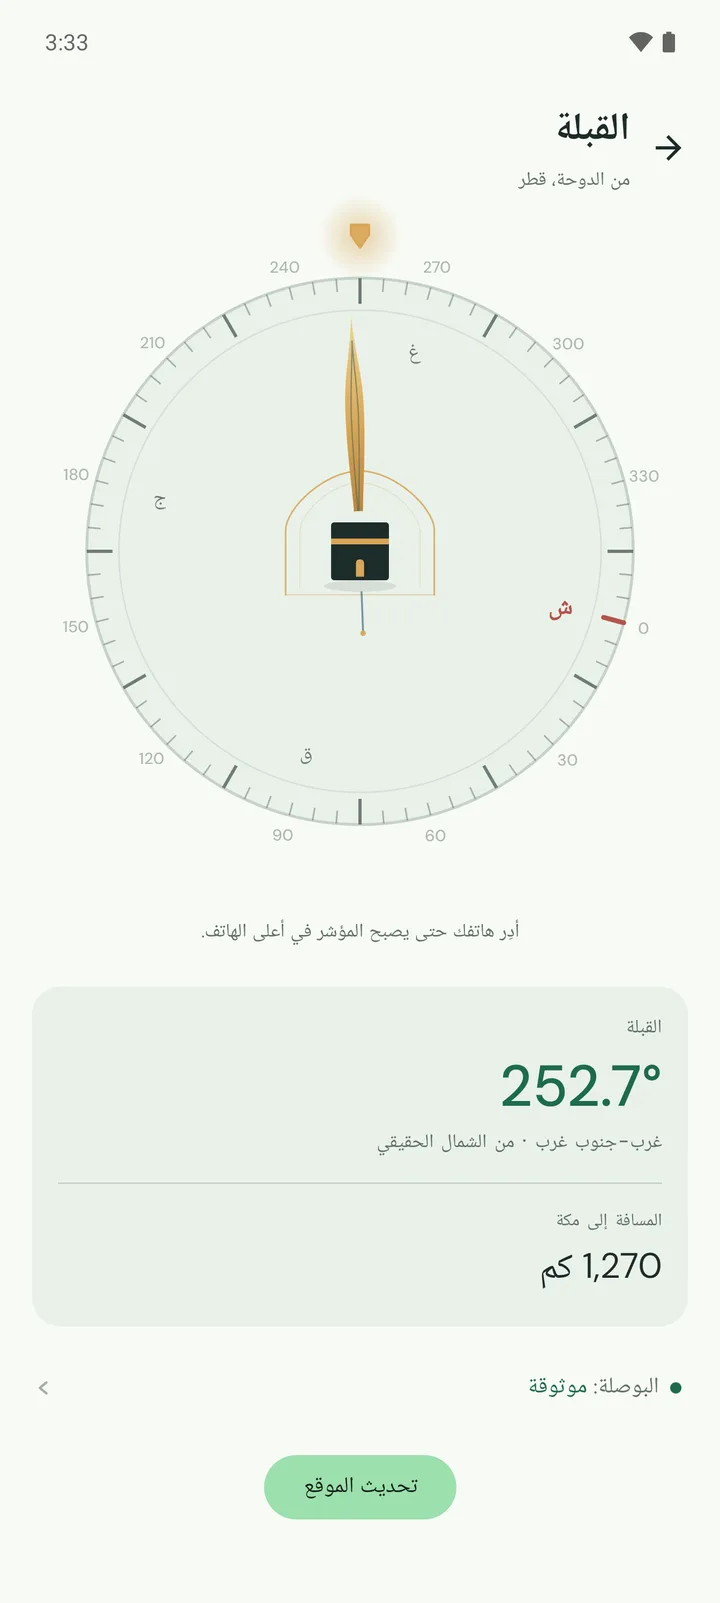 3:33
القبلة
من الدوحة، قطر
240
270
210
300
غ
180
330
ج
ش
150
0
ق
120
30
90
60
أدِر هاتفك حتى يصبح المؤشر في أعلى الهاتف.
القبلة
252.7°
غرب-جنوب غرب · من الشمال الحقيقي
المسافة إلى مكة
1,270 كم
البوصلة: موثوقة
تحديث الموقع